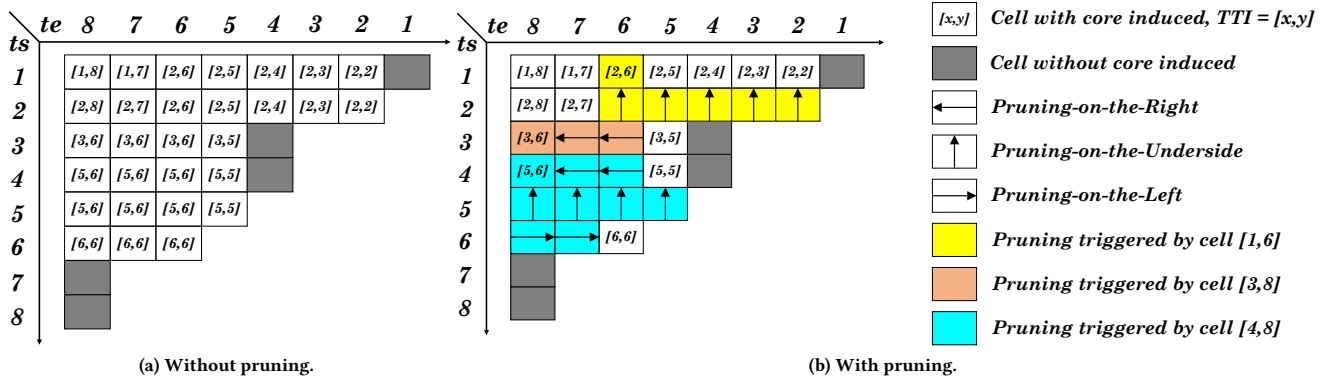 te 8 7 6 5 4 3 2 1
ts
1 [1,8] [1,7] [2,6] [2,5] [2,4] [2,3] [2,2]
2 [2,8] [2,7] [2,6] [2,5] [2,4] [2,3] [2,2]
3 [3,6] [3,6] [3,6] [3,5]
4 [5,6] [5,6] [5,6] [5,5]
5 [5,6] [5,6] [5,6] [5,5]
6 [6,6] [6,6] [6,6]
7
8
(a) Without pruning.
te 8 7 6 5 4 3 2 1
ts
1 [1,8] [1,7] [2,6] [2,5] [2,4] [2,3] [2,2]
2 [2,8] [2,7]
3 [3,6] [3,5]
4 [5,6] [5,5]
5
6 [6,6]
7
8
(b) With pruning.
[x,y] Cell with core induced, TTI = [x,y]
Cell without core induced
Pruning-on-the-Right
Pruning-on-the-Underside
Pruning-on-the-Left
Pruning triggered by cell [1,6]
Pruning triggered by cell [3,8]
Pruning triggered by cell [4,8]